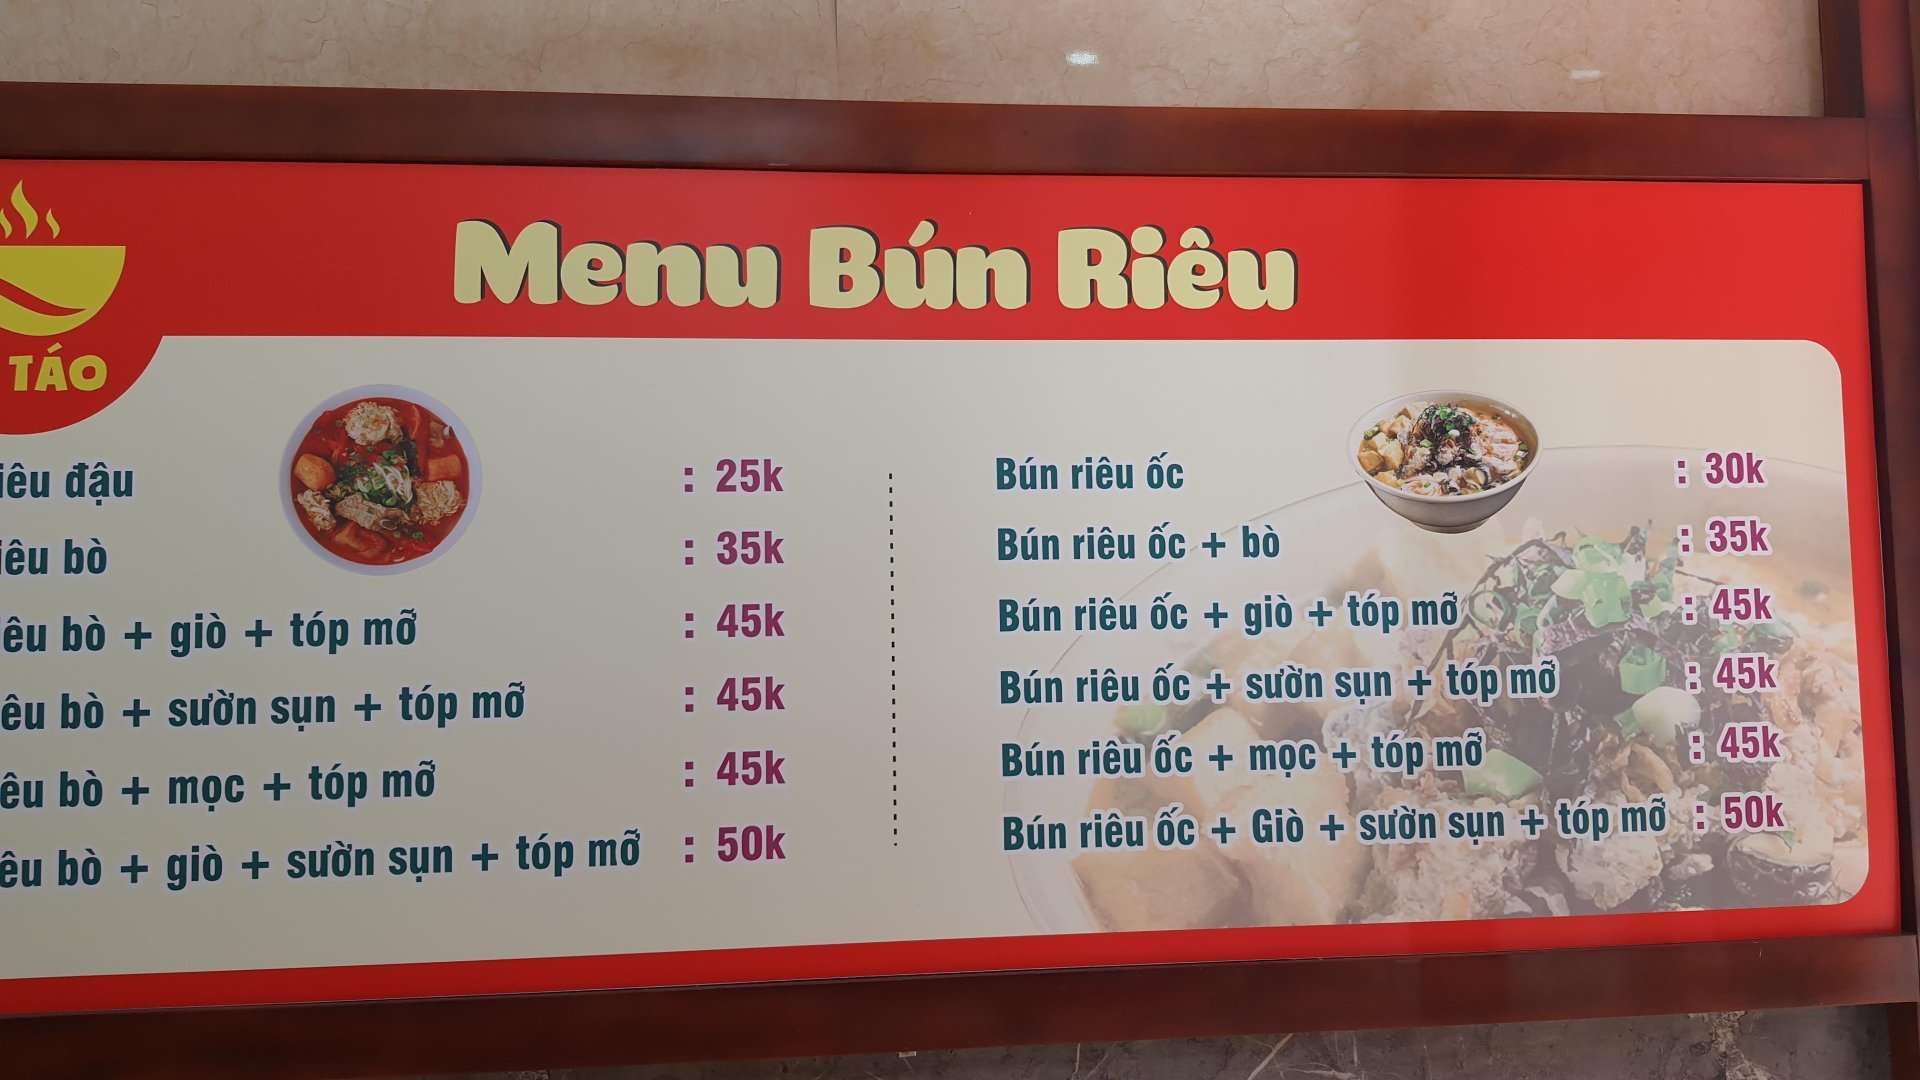 Menu Bún Riêu
TÁO
iêu đậu : 25k
iêu bò : 35k
iêu bò + giò + tóp mỡ : 45k
êu bò + sườn sụn + tóp mỡ : 45k
êu bò + mọc + tóp mỡ : 45k
êu bò + giò + sườn sụn + tóp mỡ : 50k
Bún riêu ốc : 30k
Bún riêu ốc + bò : 35k
Bún riêu ốc + giò + tóp mỡ : 45k
Bún riêu ốc + sườn sụn + tóp mỡ : 45k
Bún riêu ốc + mọc + tóp mỡ : 45k
Bún riêu ốc + Giò + sườn sụn + tóp mỡ : 50k